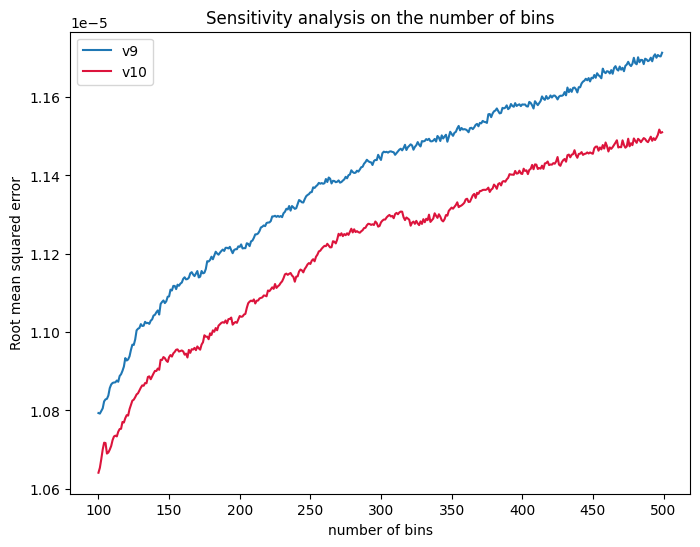 Sensitivity analysis on the number of bins
1e−5
v9
v10
Root mean squared error
1.16
1.14
1.12
1.10
1.08
1.06
100 150 200 250 300 350 400 450 500
number of bins